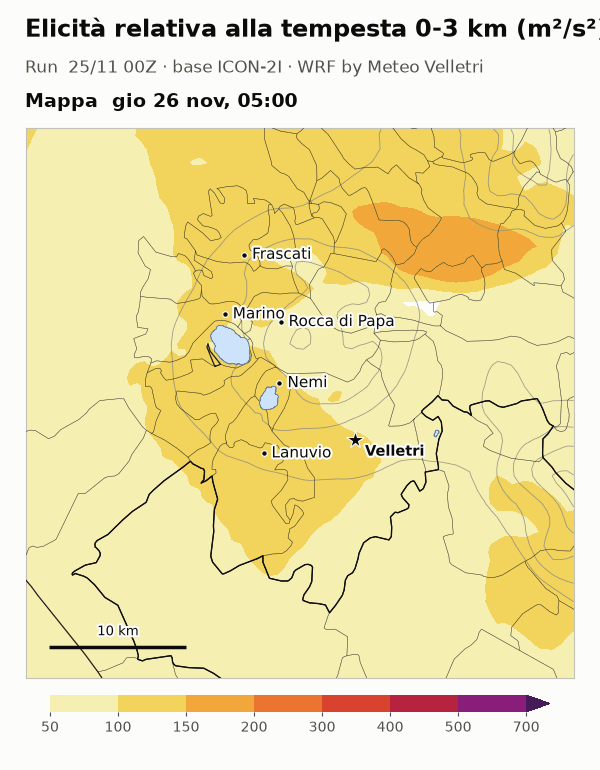 Elicità relativa alla tempesta 0-3 km (m²/s²)
Run  25/11 00Z · base ICON-2I · WRF by Meteo Velletri
Mappa  gio 26 nov, 05:00
Frascati
Marino
Rocca di Papa
Nemi
Lanuvio
Velletri
10 km
50 100 150 200 300 400 500 700